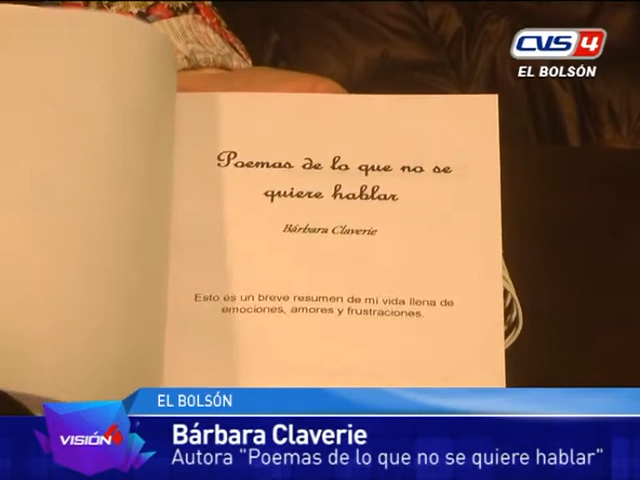 CVS4
EL BOLSÓN
Poemas de lo que no se
quiere hablar
Bárbara Claverie
Esto es un breve resumen de mi vida llena de
emociones, amores y frustraciones.
EL BOLSÓN
VISIÓN4
Bárbara Claverie
Autora "Poemas de lo que no se quiere hablar"